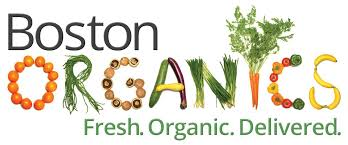 Boston
ORGANICS
Fresh. Organic. Delivered.